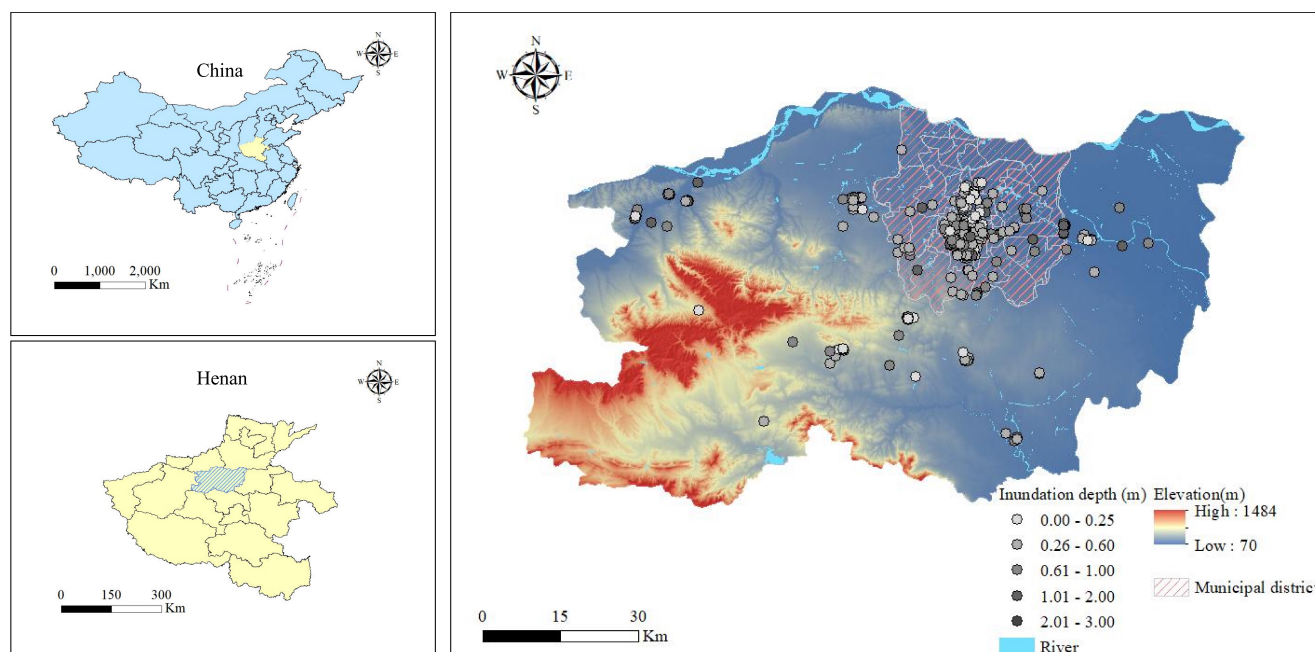 China
N
W E
S
0 1,000 2,000
Km
Henan
N
W E
S
0 150 300
Km
N
W E
S
Inundation depth (m)
0.00 - 0.25
0.26 - 0.60
0.61 - 1.00
1.01 - 2.00
2.01 - 3.00
River
Elevation(m)
High : 1484
Low : 70
Municipal district
0 15 30
Km